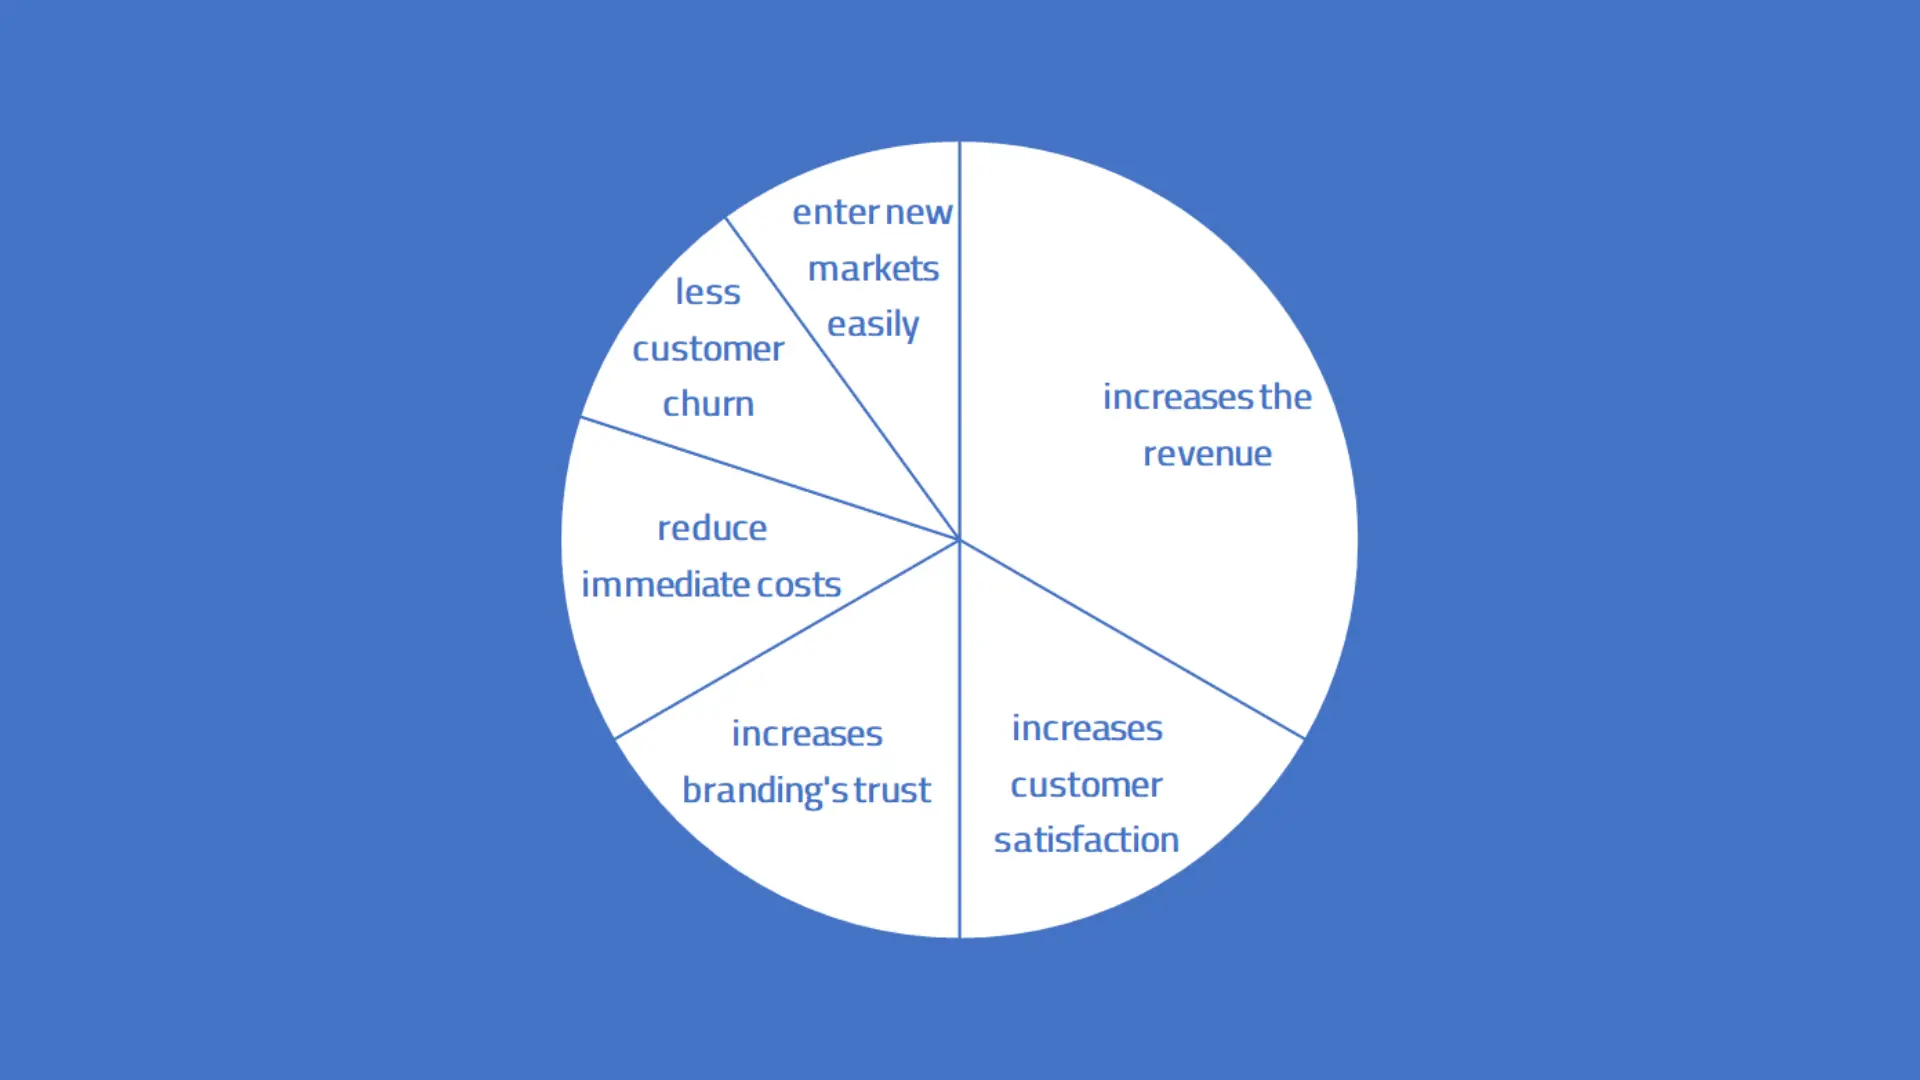 enter new
markets
easily
less
customer
churn
increases the
revenue
reduce
immediate costs
increases
branding's trust
increases
customer
satisfaction